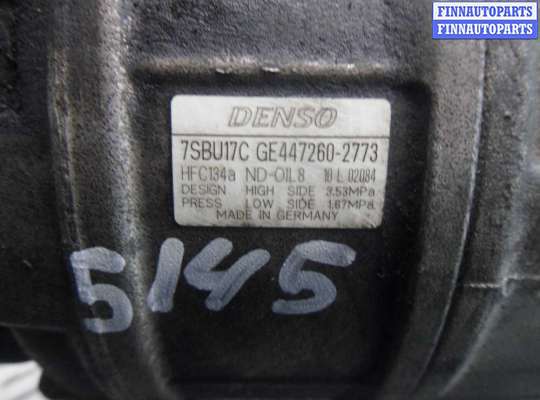 FINNAUTOPARTS
FINNAUTOPARTS
DENSO
7SBU17C GE447260-2773
HFC134a ND-OIL8 10 L 02084
DESIGN HIGH SIDE 3.53MPa
PRESS LOW SIDE 1.67MPa
MADE IN GERMANY
5145